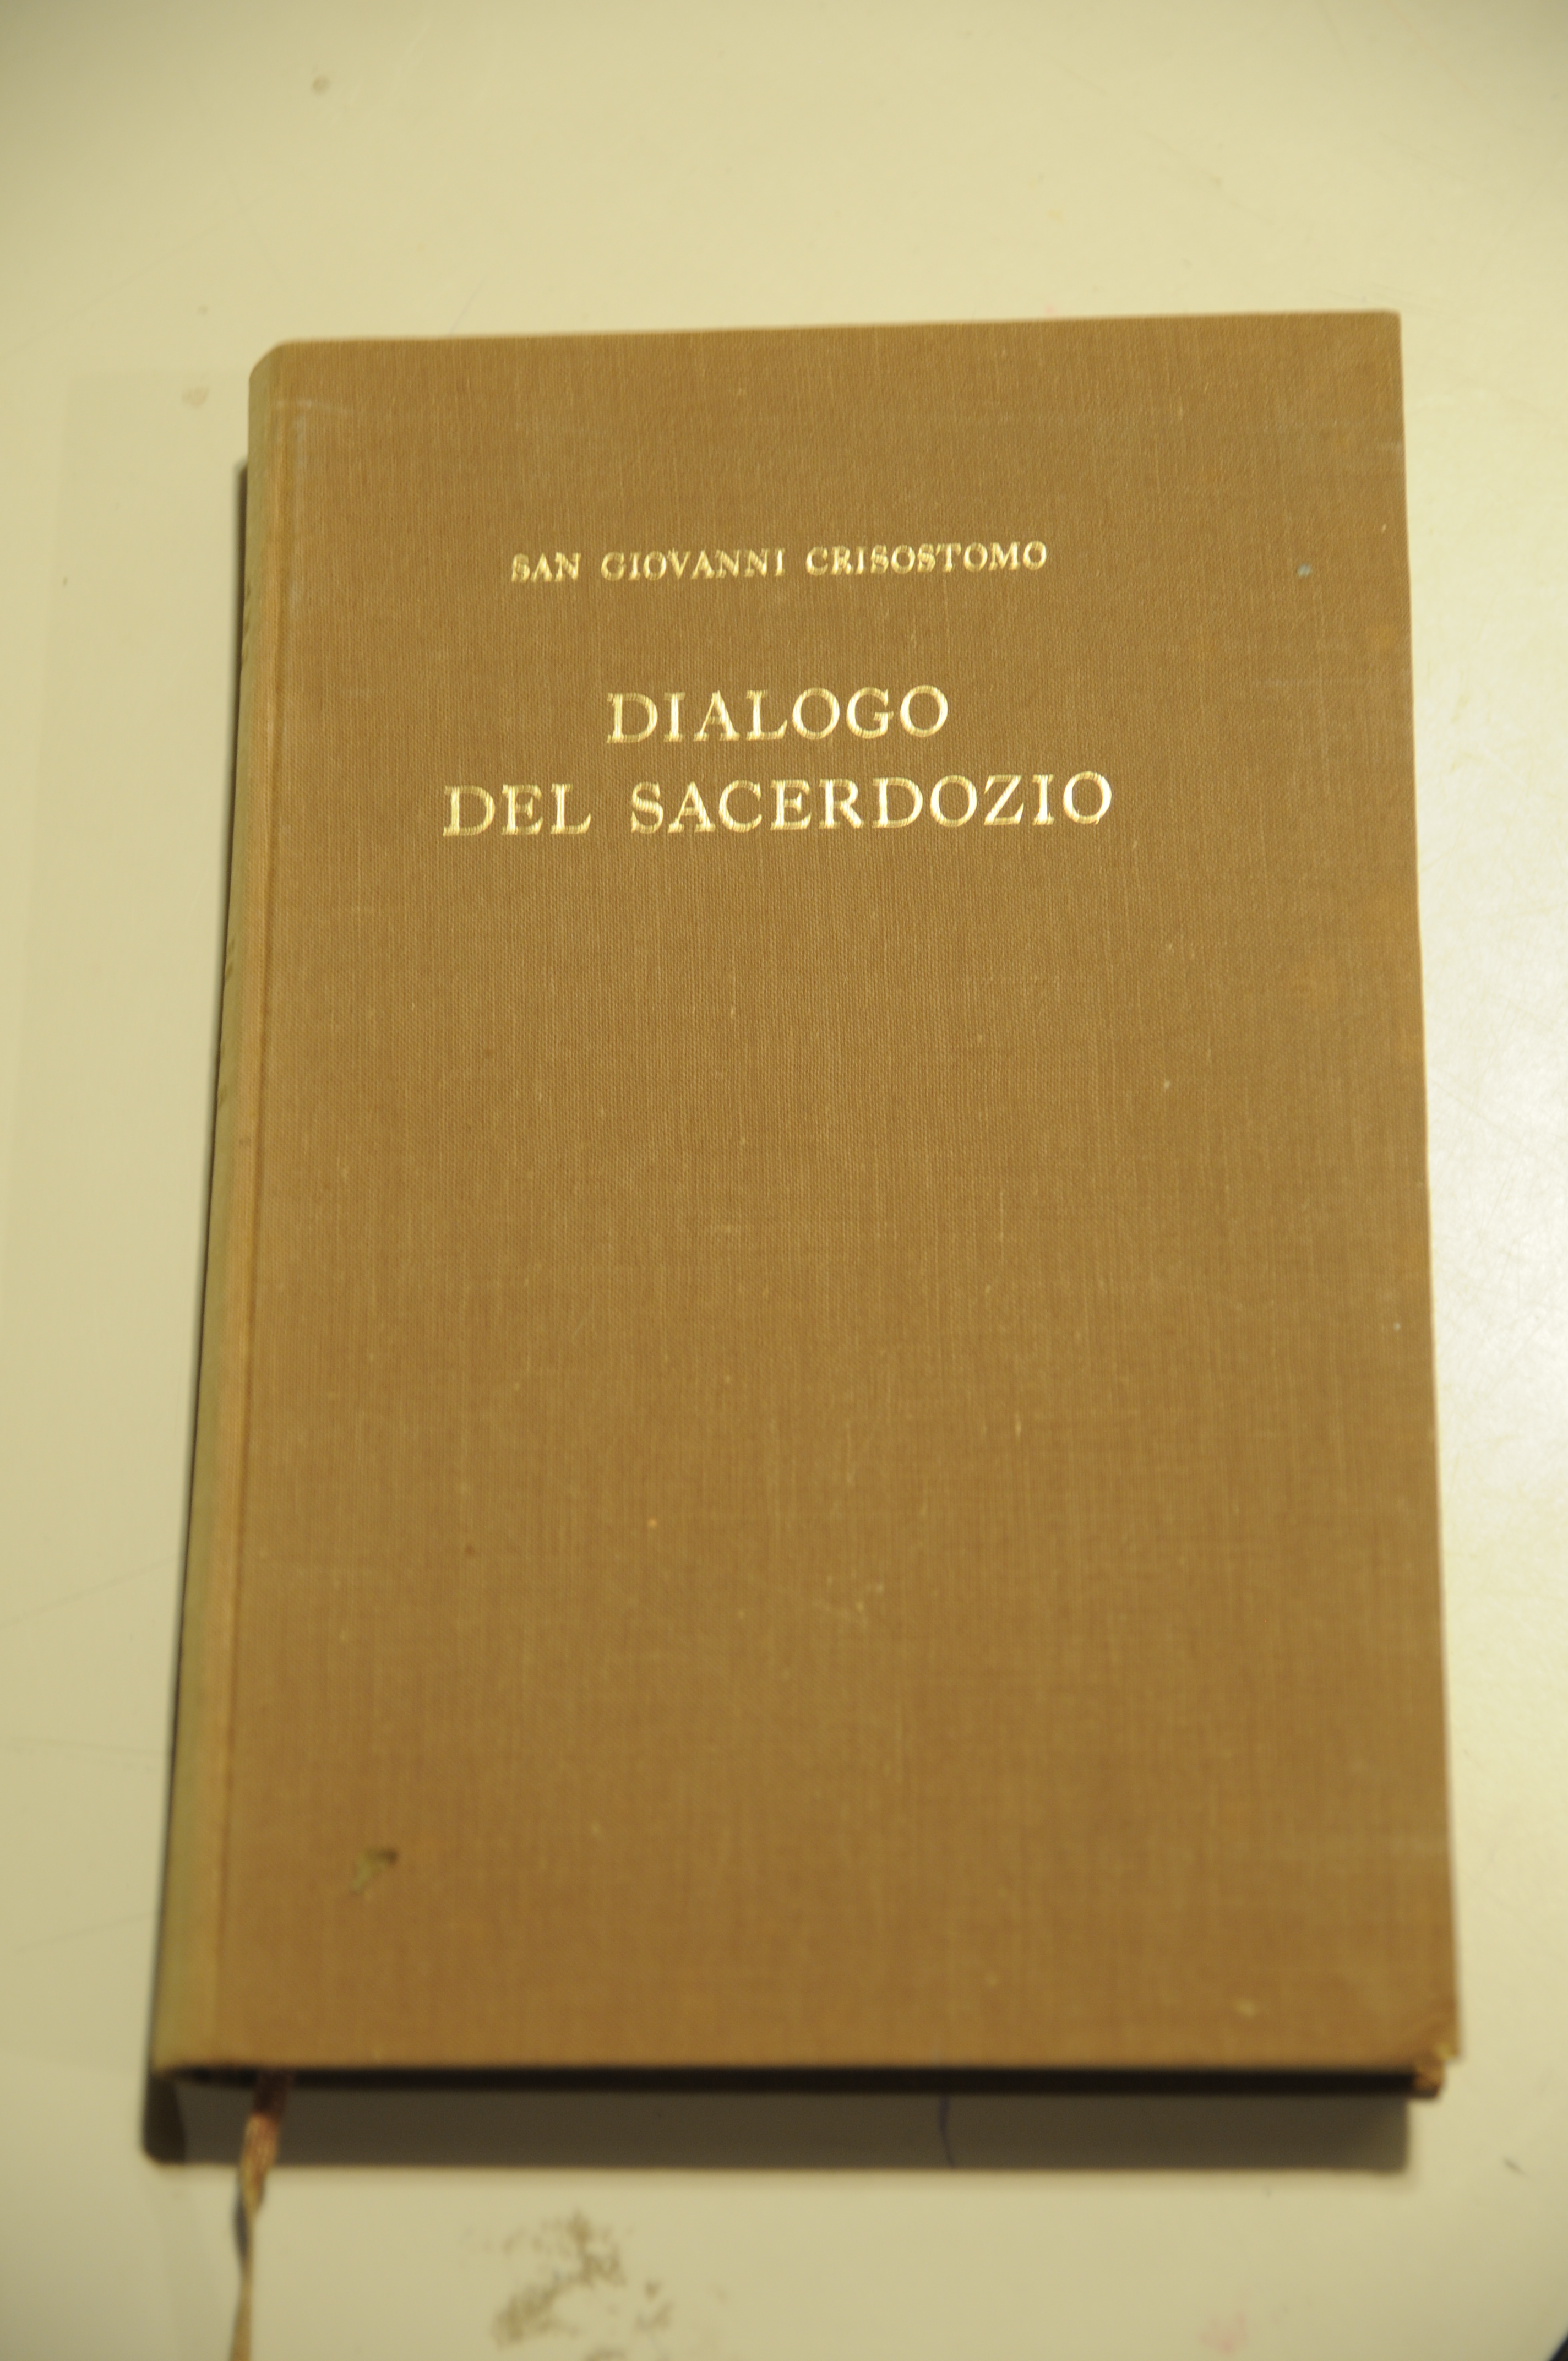 SAN GIOVANNI CRISOSTOMO
DIALOGO
DEL SACERDOZIO